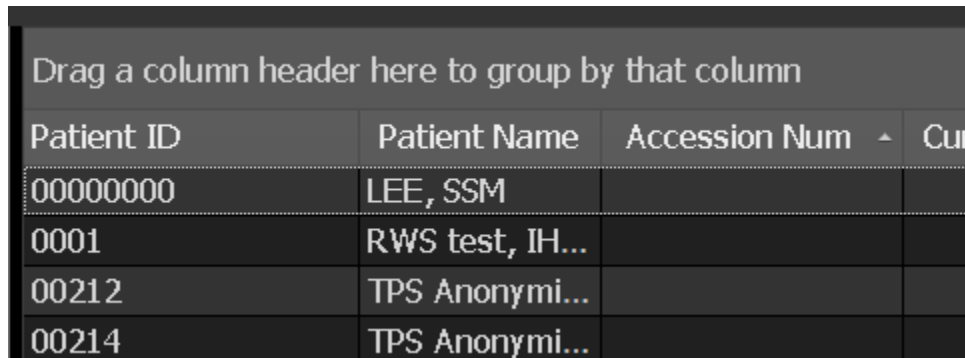 Drag a column header here to group by that column
Patient ID Patient Name Accession Num
00000000 LEE, SSM
0001 RWS test, IH...
00212 TPS Anonymi...
00214 TPS Anonymi...